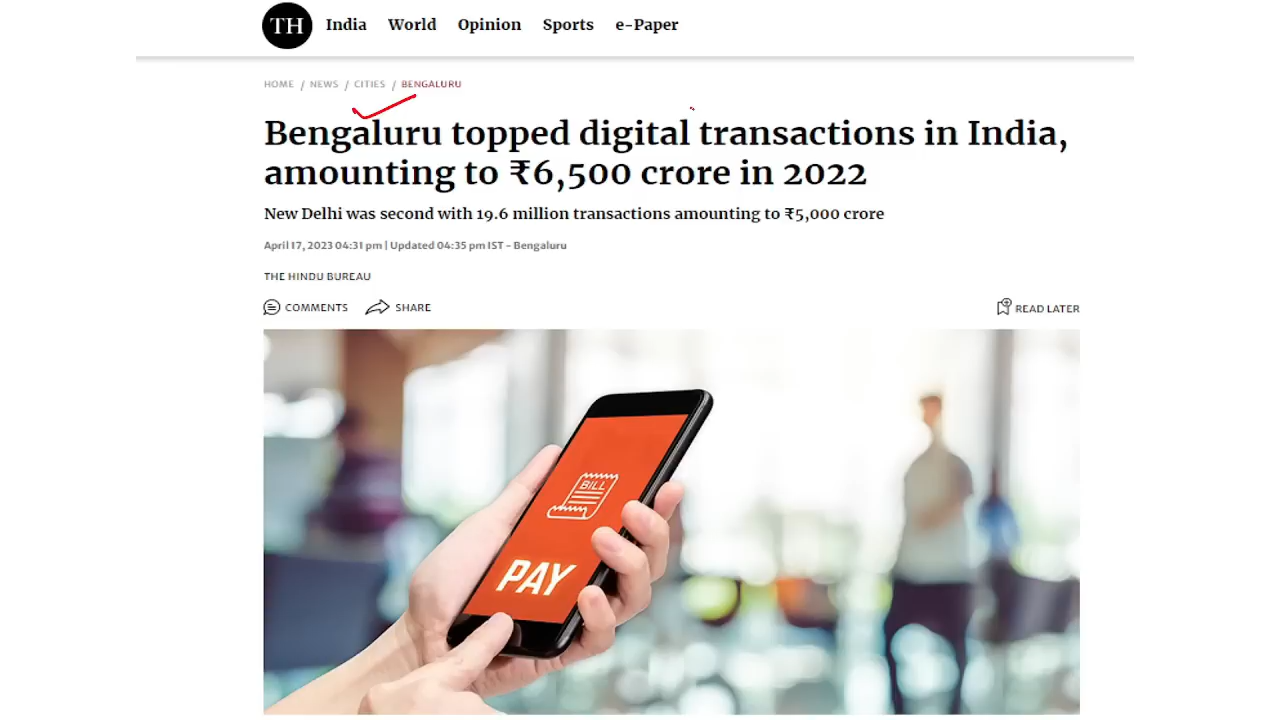 TH India World Opinion Sports e-Paper
HOME / NEWS / CITIES / BENGALURU
Bengaluru topped digital transactions in India,
amounting to ₹6,500 crore in 2022
New Delhi was second with 19.6 million transactions amounting to ₹5,000 crore
April 17, 2023 04:31 pm | Updated 04:35 pm IST - Bengaluru
THE HINDU BUREAU
COMMENTS SHARE READ LATER
BILL
PAY